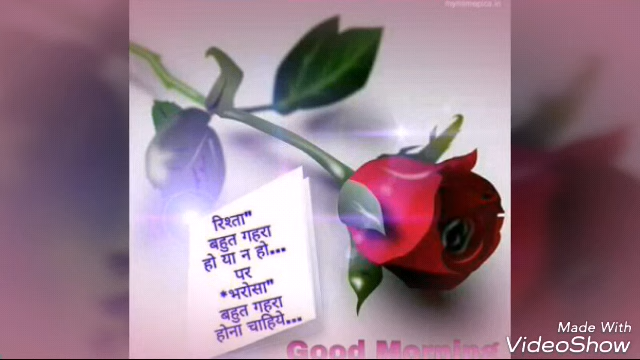 रिश्ता"
बहुत गहरा
हो या न हो...
पर
*भरोसा"
बहुत गहरा
होना चाहिये...
Good Morning
Made With
VideoShow